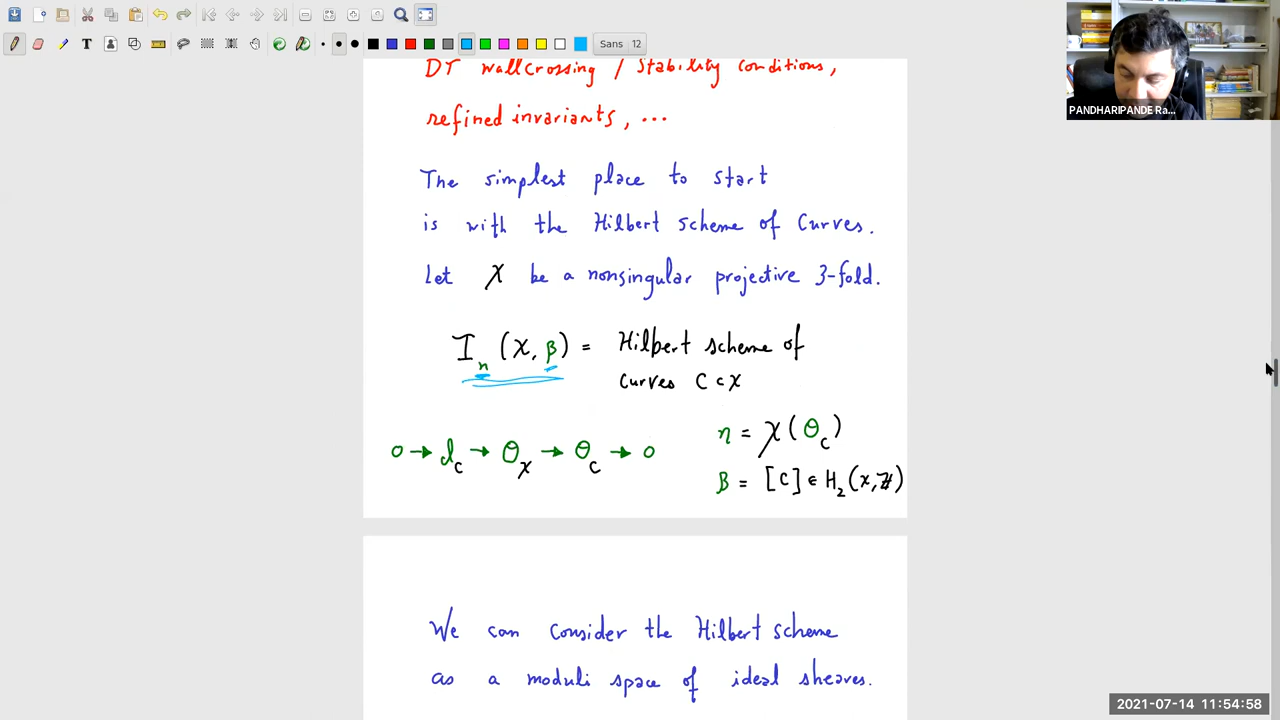 Sans 12
PANDHARIPANDE Ra...
DT wallcrossing / Stability conditions,
refined invariants, ...
The simplest place to start
is with the Hilbert scheme of Curves.
Let X be a nonsingular projective 3-fold.
I_n (X, β) = Hilbert scheme of
curves C ⊂ X
0 → I_C → O_X → O_C → 0
n = χ(O_C)
β = [C] ∈ H_2(X, Z)
We can consider the Hilbert scheme
as a moduli space of ideal sheaves.
2021-07-14 11:54:58